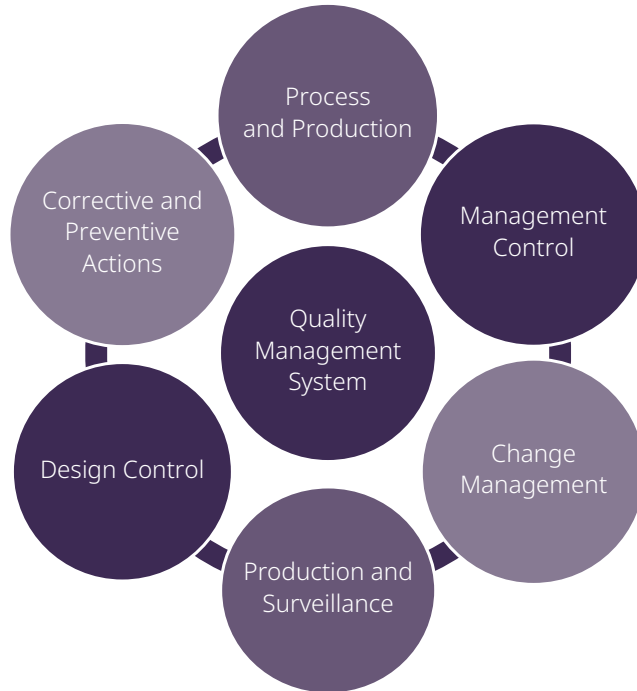 Process
and Production
Corrective and
Preventive
Actions
Management
Control
Quality
Management
System
Design Control
Change
Management
Production and
Surveillance